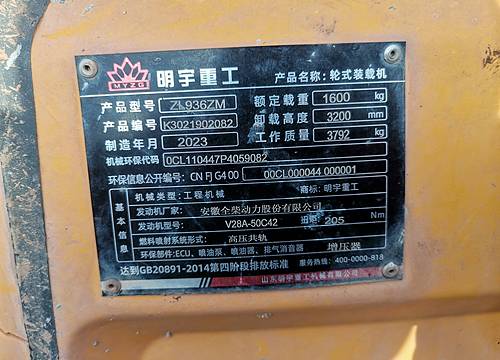 MYZG 明宇重工 产品名称: 轮式装载机
产品型号 ZL936ZM 额定载重 1600 kg
产品编号 K3021902082 卸载高度 3200 mm
制造年月 2023 工作质量 3792 kg
机械环保代码 0CL110447P4059082
环保信息公开编号: CN FJ G4 00 00CL000044 000001
基本信息
机械类型: 工程机械 商标: 明宇重工
发动机厂家: 安徽全柴动力股份有限公司
发动机型号: V28A-50C42 扭矩: 205 Nm
燃料喷射系统形式: 高压共轨
环保部件: ECU、喷油泵、喷油器、排气消音器 增压器
达到GB20891-2014第四阶段排放标准 服务热线: 400-0000-818
山东明宇重工机械有限公司